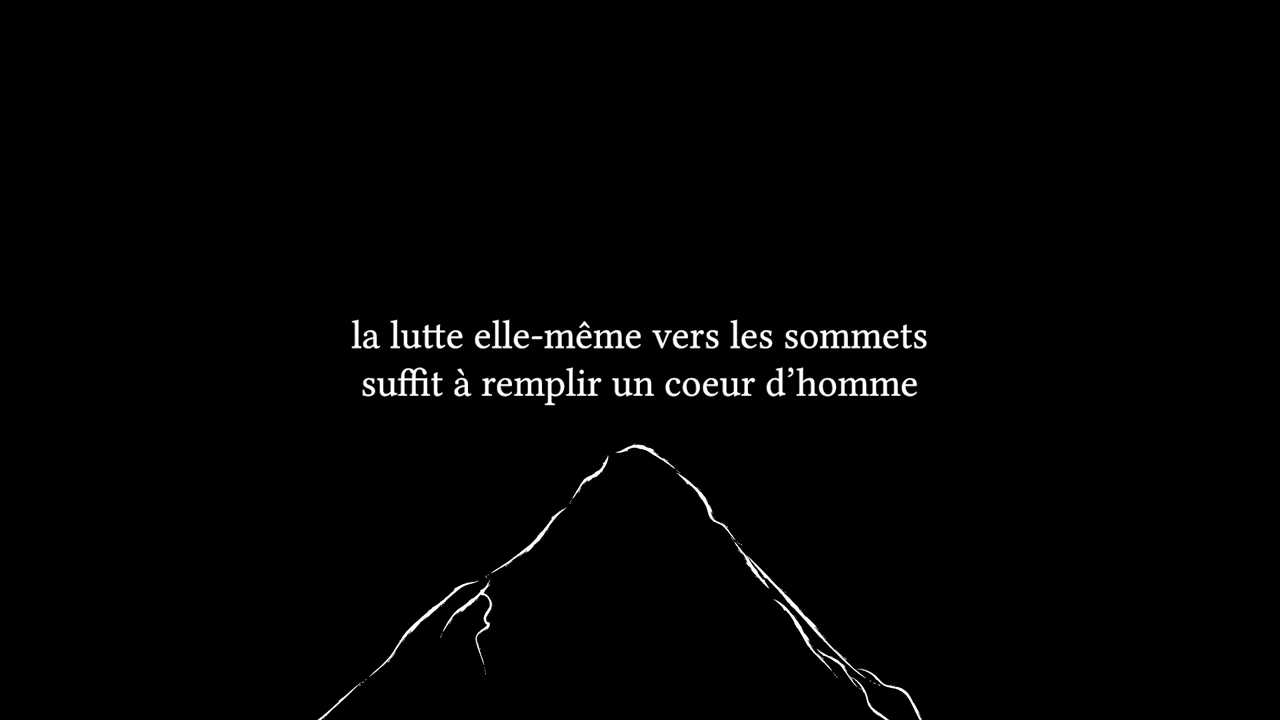 la lutte elle-même vers les sommets
suffit à remplir un coeur d’homme